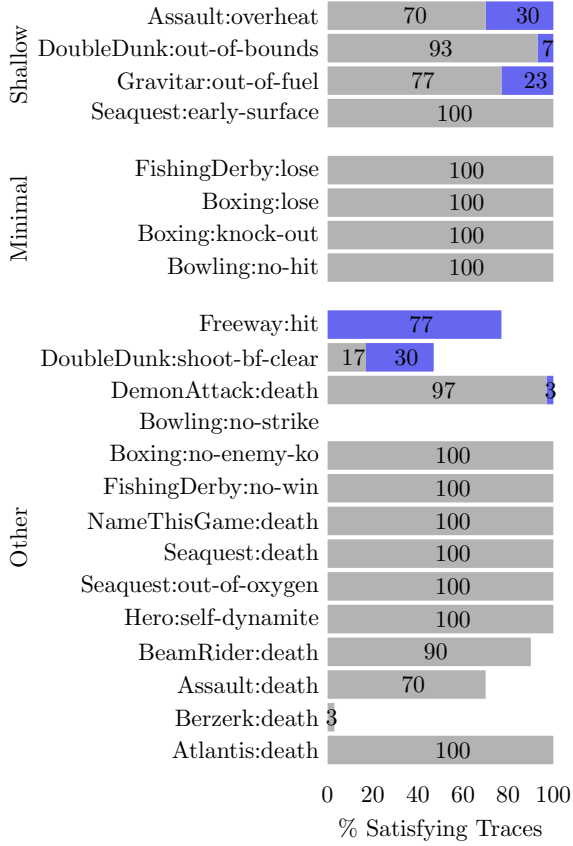 Shallow
Assault:overheat 70 30
DoubleDunk:out-of-bounds 93 7
Gravitar:out-of-fuel 77 23
Seaquest:early-surface 100
Minimal
FishingDerby:lose 100
Boxing:lose 100
Boxing:knock-out 100
Bowling:no-hit 100
Other
Freeway:hit 77
DoubleDunk:shoot-bf-clear 17 30
DemonAttack:death 97 3
Bowling:no-strike
Boxing:no-enemy-ko 100
FishingDerby:no-win 100
NameThisGame:death 100
Seaquest:death 100
Seaquest:out-of-oxygen 100
Hero:self-dynamite 100
BeamRider:death 90
Assault:death 70
Berzerk:death 3
Atlantis:death 100
0 20 40 60 80 100
% Satisfying Traces